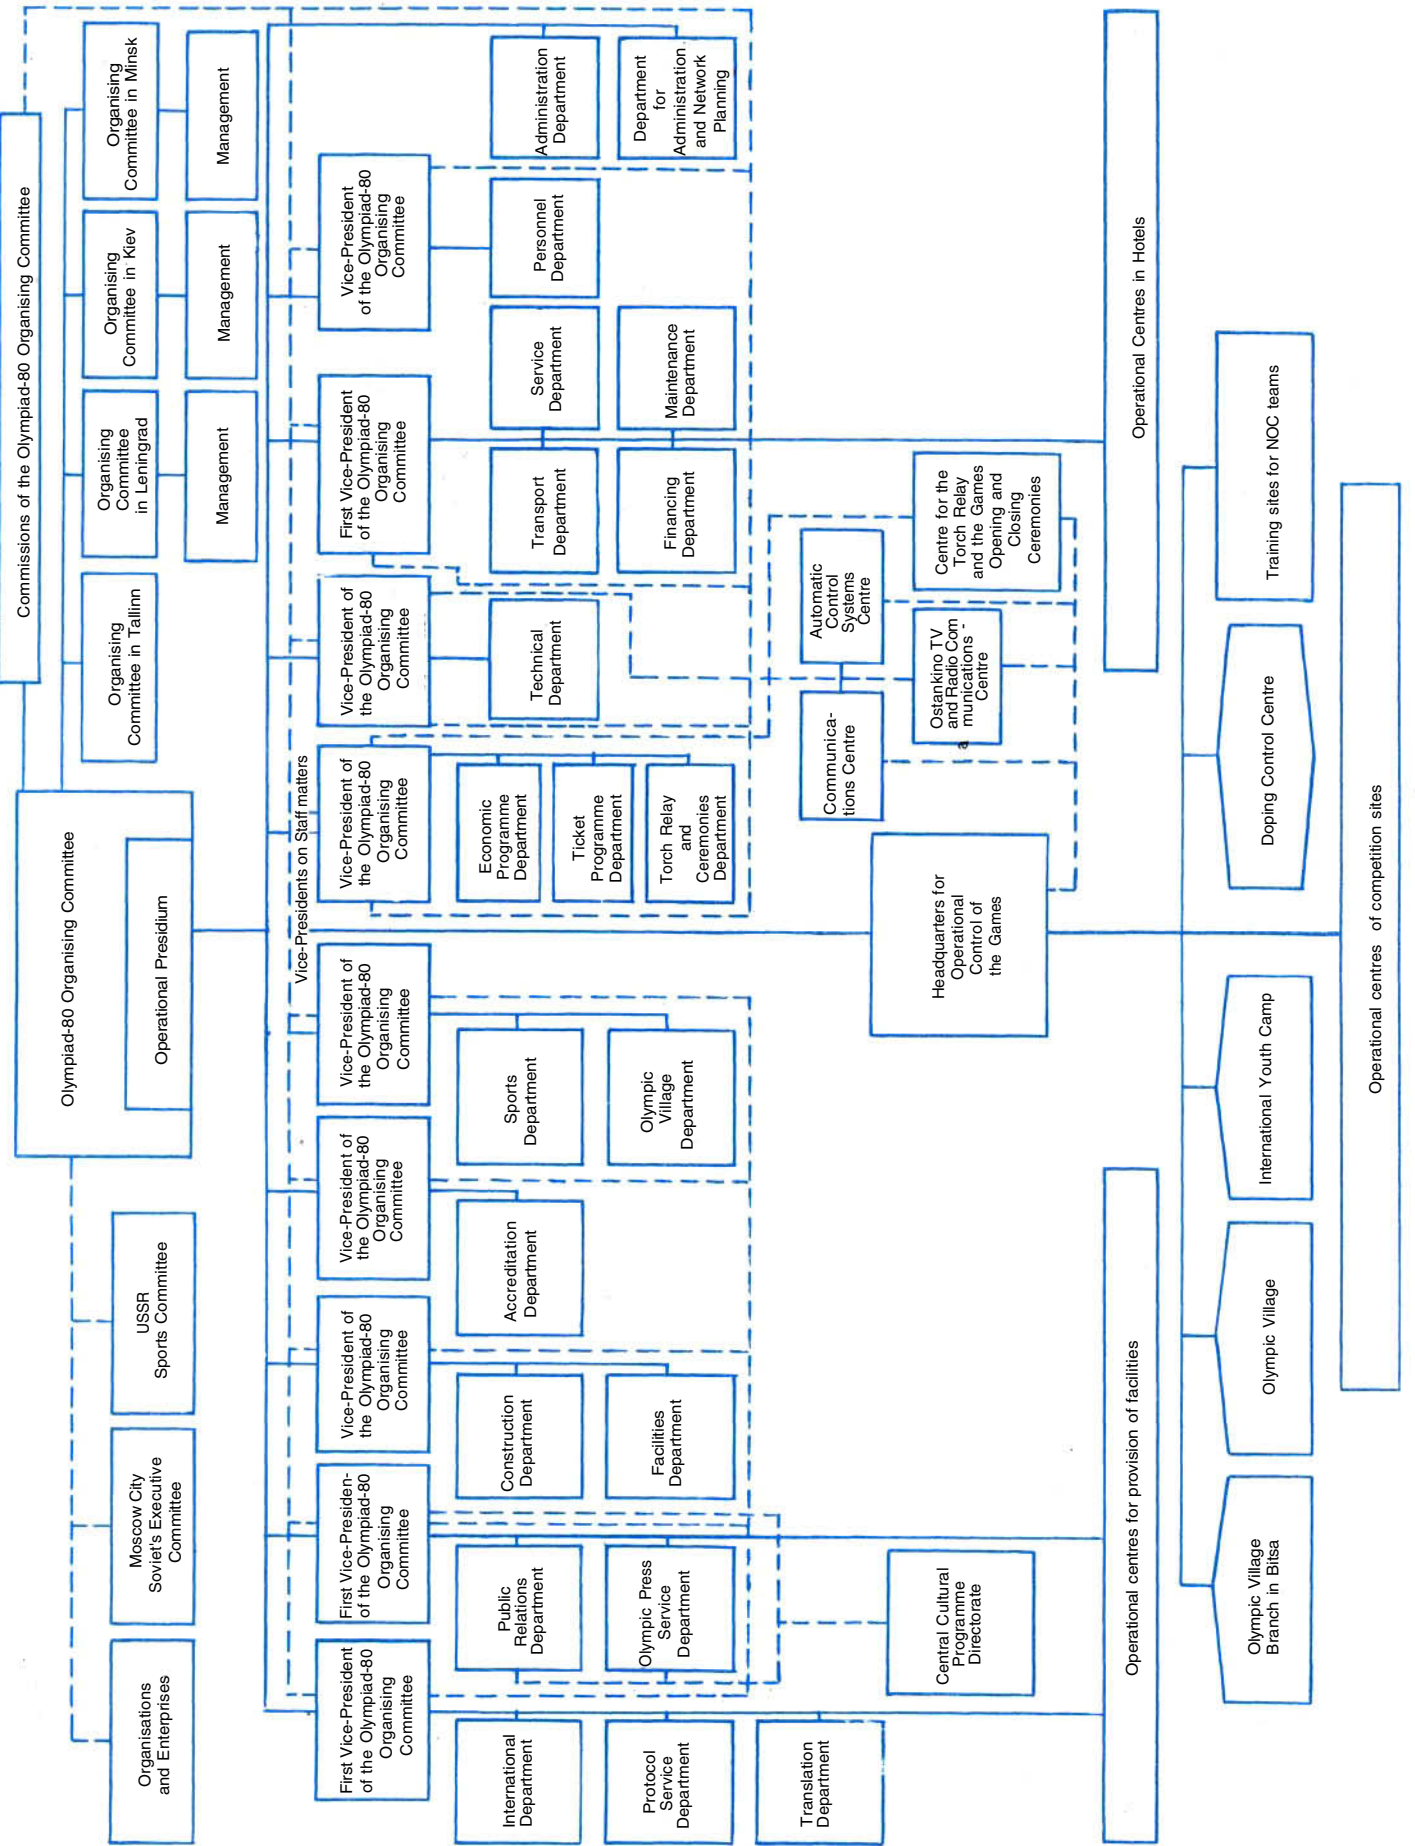 Commissions of the Olympiad-80 Organising Committee
Olympiad-80 Organising Committee
Operational Presidium
Organisations
and Enterprises
Moscow City
Soviet's Executive
Committee
USSR
Sports Committee
Organising
Committee in Tallinn
Organising
Committee
in Leningrad
Organising
Committee in Kiev
Organising
Committee in Minsk
Management
Management
Management
Vice-Presidents on Staff matters
First Vice-President
of the Olympiad-80
Organising
Committee
First Vice-Presiden-
of the Olympiad-80
Organising
Committee
Vice-President of
the Olympiad-80
Organising
Committee
Vice-President of
the Olympiad-80
Organising
Committee
Vice-President of
the Olympiad-80
Organising
Committee
Vice-President of
the Olympiad-80
Organising
Committee
Vice-President of
the Olympiad-80
Organising
Committee
First Vice-President
of the Olympiad-80
Organising
Committee
Vice-President
of the Olympiad-80
Organising
Committee
International
Department
Protocol
Service
Department
Translation
Department
Public
Relations
Department
Olympic Press
Service
Department
Construction
Department
Facilities
Department
Accreditation
Department
Sports
Department
Olympic
Village
Department
Economic
Programme
Department
Ticket
Programme
Department
Torch Relay
and
Ceremonies
Department
Technical
Department
Transport
Department
Service
Department
Financing
Department
Maintenance
Department
Personnel
Department
Administration
Department
Department
for
Administration
and Network
Planning
Central Cultural
Programme
Directorate
Headquarters for
Operational
Control of
the Games
Communica-
tions Centre
Automatic
Control
Systems
Centre
Ostankino TV
and Radio Com
munications -
Centre
a
Centre for the
Torch Relay
and the Games
Opening and
Closing
Ceremonies
Operational centres for provision of facilities
Operational Centres in Hotels
Olympic Village
Branch in Bitsa
Olympic Village
International Youth Camp
Doping Control Centre
Training sites for NOC teams
Operational centres of competition sites